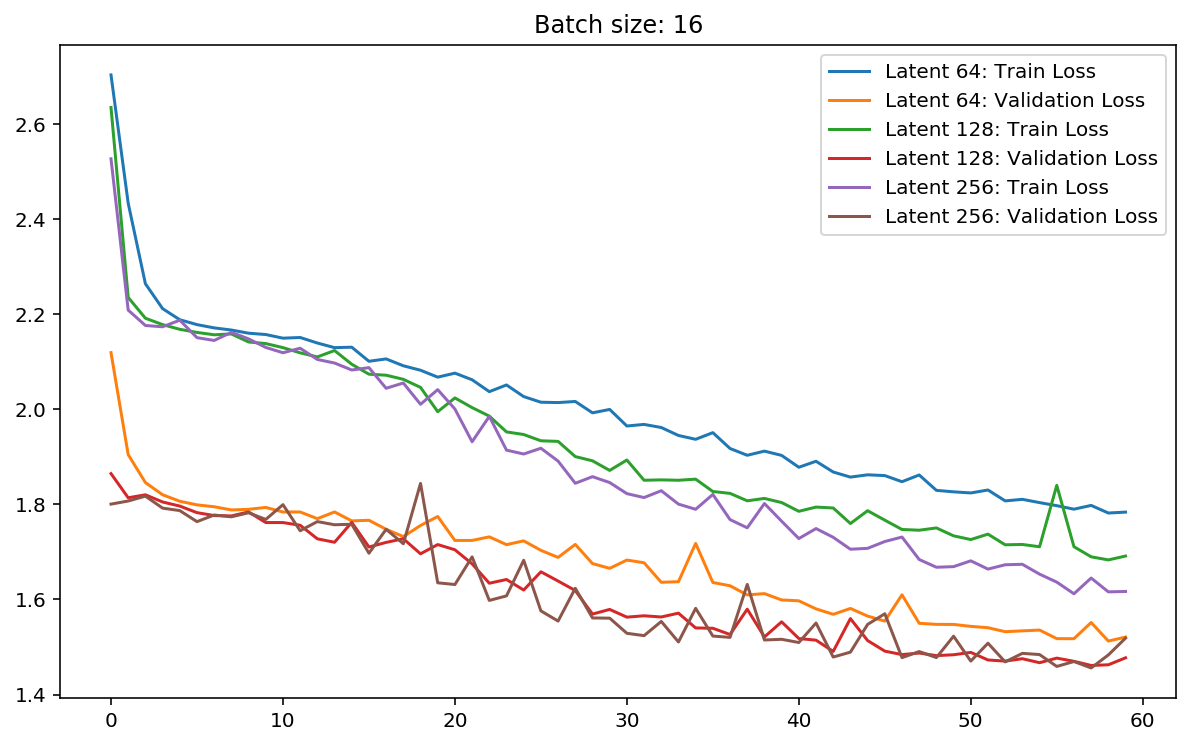 Batch size: 16
Latent 64: Train Loss
Latent 64: Validation Loss
Latent 128: Train Loss
Latent 128: Validation Loss
Latent 256: Train Loss
Latent 256: Validation Loss
2.6
2.4
2.2
2.0
1.8
1.6
1.4
0 10 20 30 40 50 60